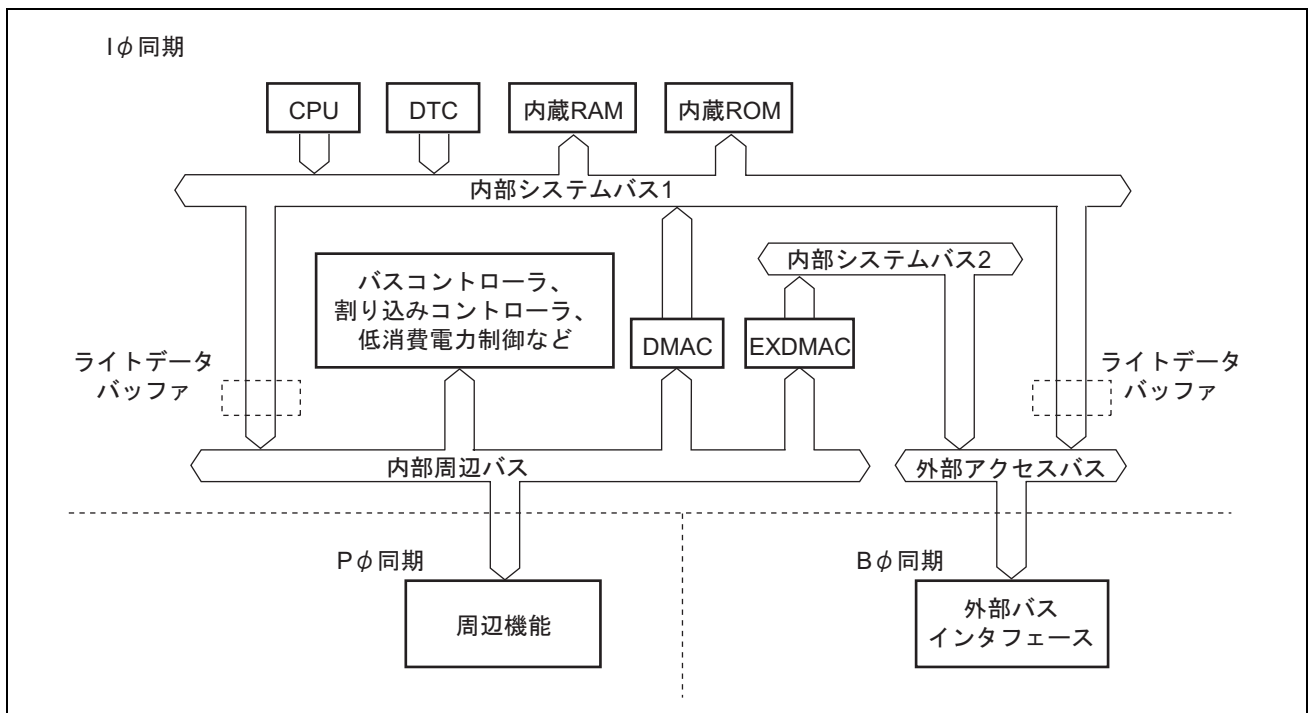 Iφ同期
CPU
DTC
内蔵RAM
内蔵ROM
内部システムバス1
内部システムバス2
バスコントローラ、
割り込みコントローラ、
低消費電力制御など
DMAC
EXDMAC
ライトデータ
バッファ
ライトデータ
バッファ
内部周辺バス
外部アクセスバス
Pφ同期
Bφ同期
周辺機能
外部バス
インタフェース